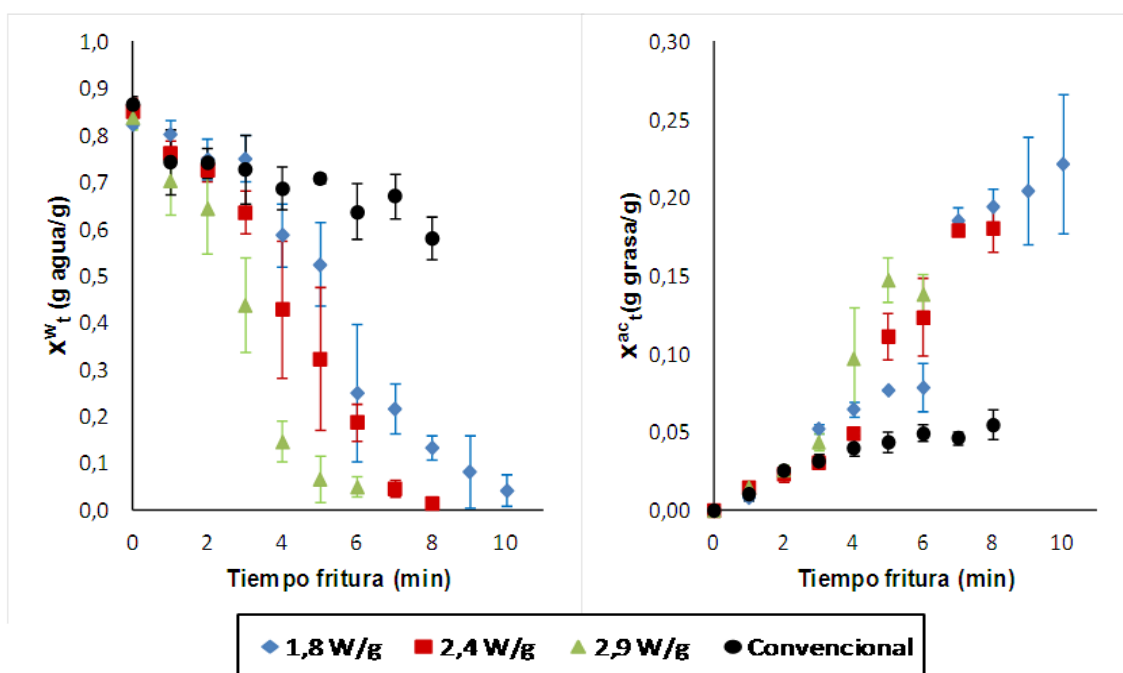 1,0
0,9
0,8
0,7
0,6
0,5
0,4
0,3
0,2
0,1
0,0
X^w_t (g agua/g)
0 2 4 6 8 10
Tiempo fritura (min)
0,30
0,25
0,20
0,15
0,10
0,05
0,00
X^ac_t(g grasa/g)
0 2 4 6 8 10
Tiempo fritura (min)
1,8 W/g 2,4 W/g 2,9 W/g Convencional